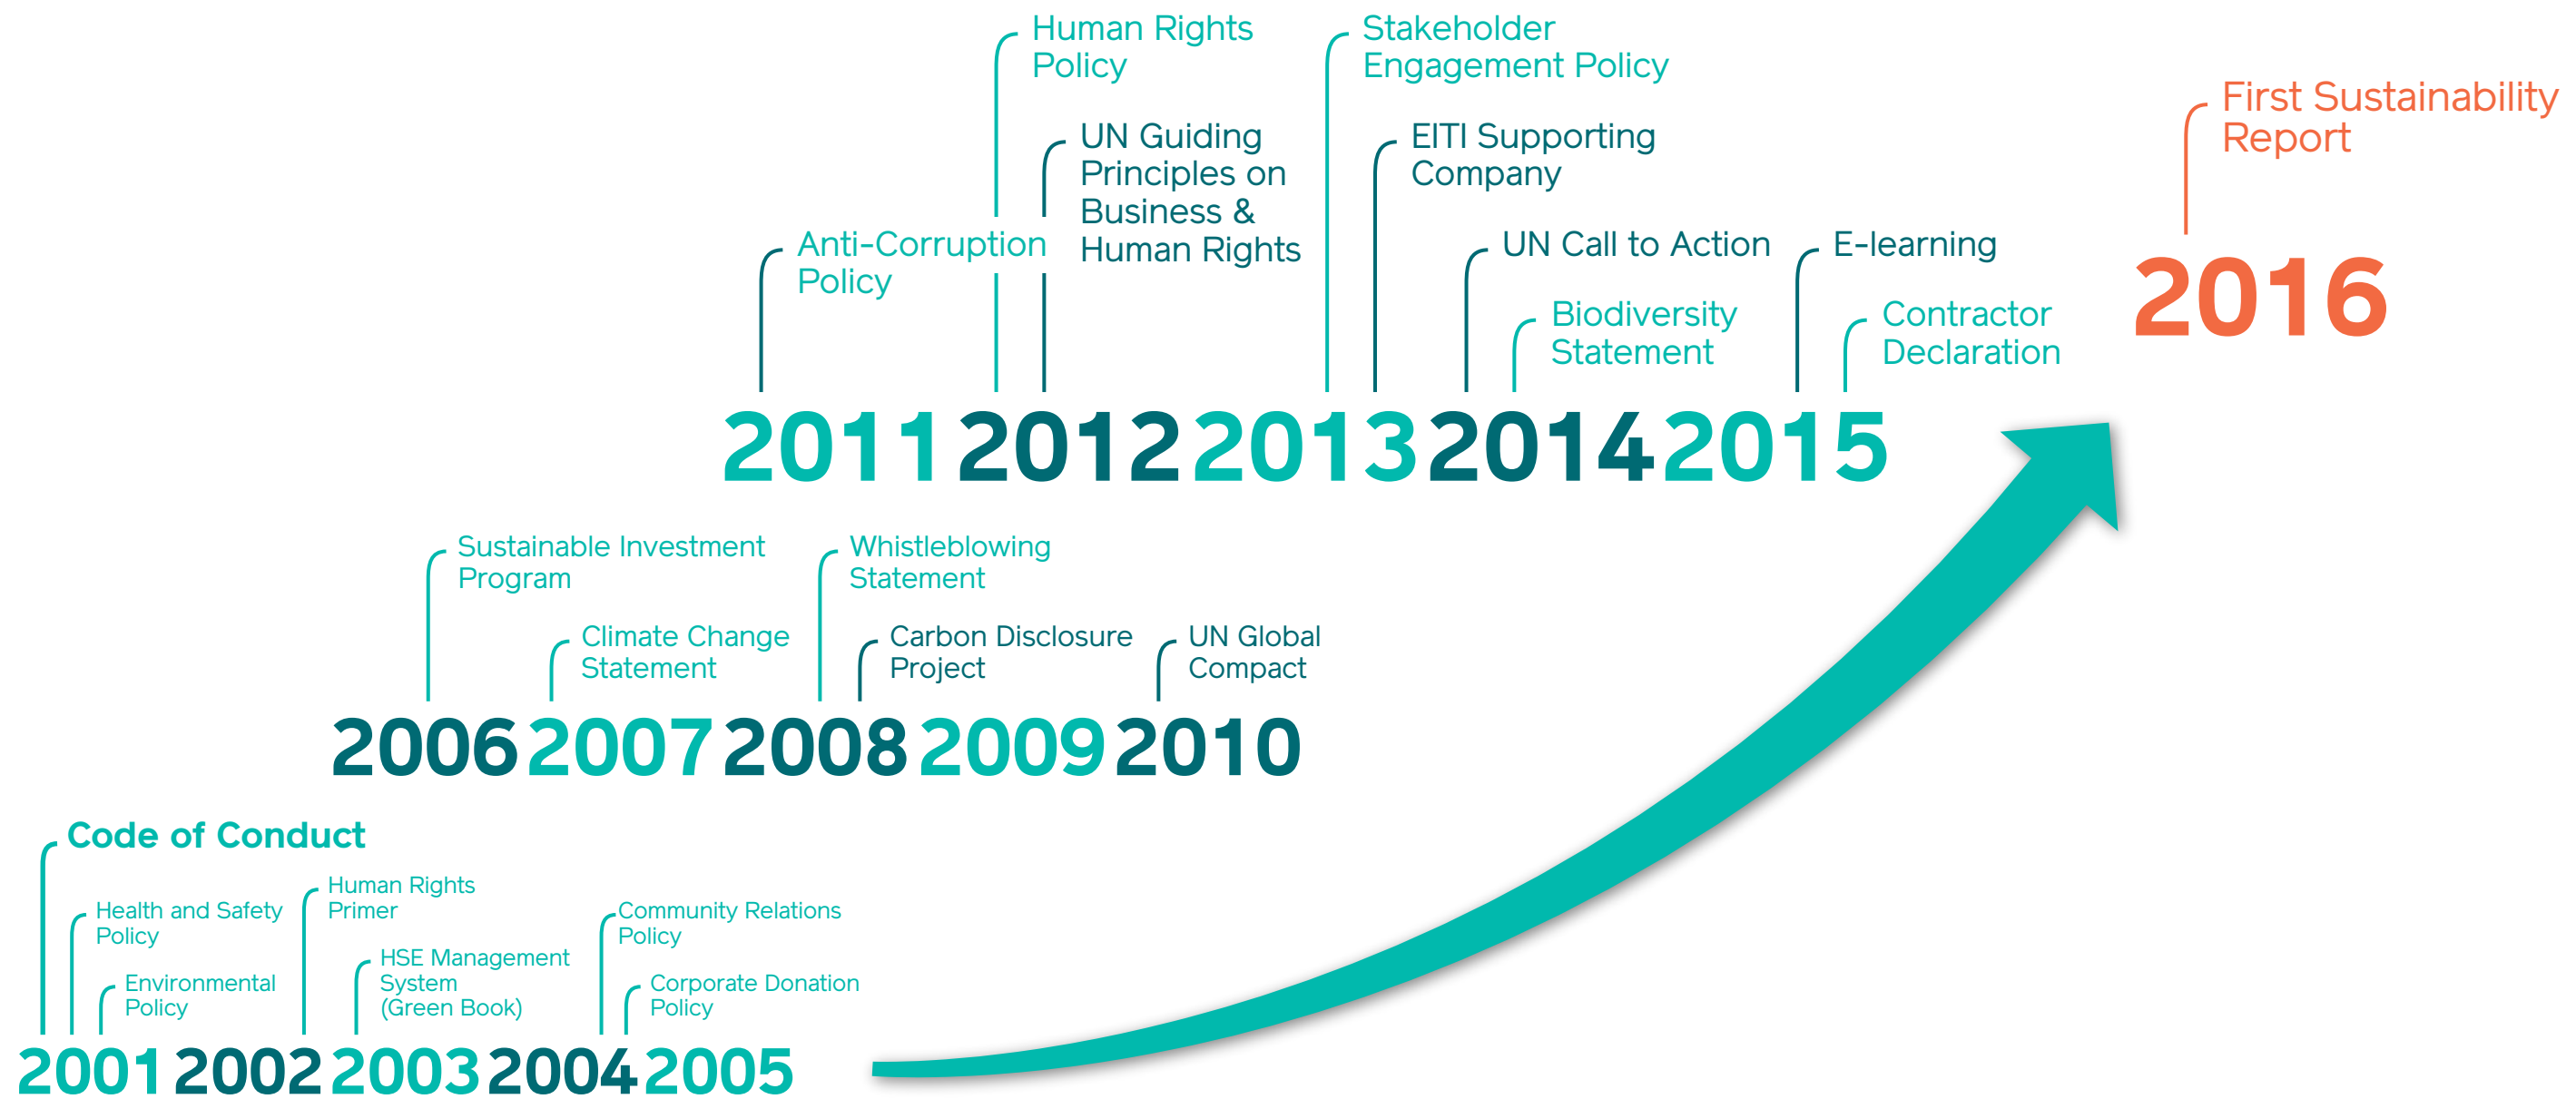 Human Rights
Policy
Stakeholder
Engagement Policy
First Sustainability
Report
UN Guiding
Principles on
Business &
Human Rights
EITI Supporting
Company
Anti-Corruption
Policy
UN Call to Action
E-learning
Biodiversity
Statement
Contractor
Declaration
2016
2011 2012 2013 2014 2015
Sustainable Investment
Program
Whistleblowing
Statement
Climate Change
Statement
Carbon Disclosure
Project
UN Global
Compact
2006 2007 2008 2009 2010
Code of Conduct
Human Rights
Primer
Health and Safety
Policy
Community Relations
Policy
HSE Management
System
(Green Book)
Environmental
Policy
Corporate Donation
Policy
2001 2002 2003 2004 2005